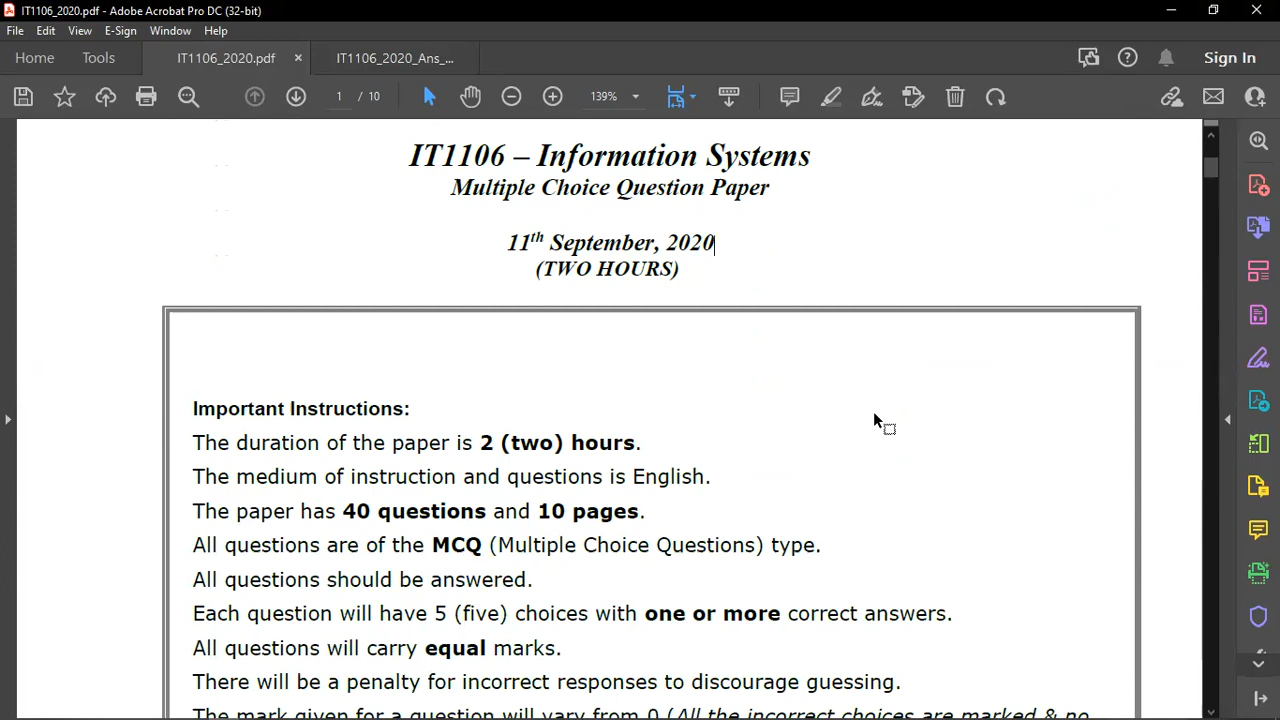 IT1106_2020.pdf - Adobe Acrobat Pro DC (32-bit)
File Edit View E-Sign Window Help
Home Tools IT1106_2020.pdf × IT1106_2020_Ans_... Sign In
1 / 10 139%
IT1106 – Information Systems
Multiple Choice Question Paper
11th September, 2020
(TWO HOURS)
Important Instructions:
The duration of the paper is 2 (two) hours.
The medium of instruction and questions is English.
The paper has 40 questions and 10 pages.
All questions are of the MCQ (Multiple Choice Questions) type.
All questions should be answered.
Each question will have 5 (five) choices with one or more correct answers.
All questions will carry equal marks.
There will be a penalty for incorrect responses to discourage guessing.
The mark given for a question will vary from 0 (All the incorrect choices are marked & no